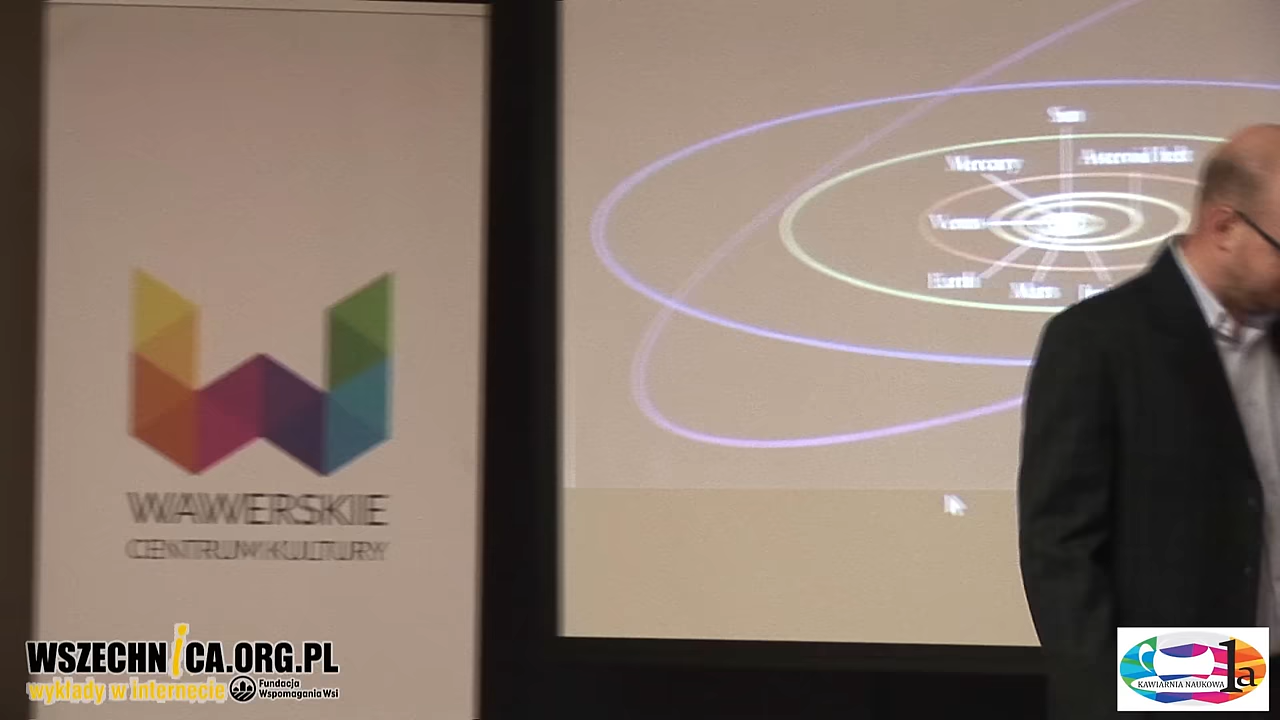 Sun
Mercury
Asteroid Belt
Venus
Earth
Mars
WAWERSKIE
CENTRUM KULTURY
WSZECHNiCA.ORG.PL
wykłady w internecie
Fundacja
Wspomagania Wsi
KAWIARNIA NAUKOWA
1a